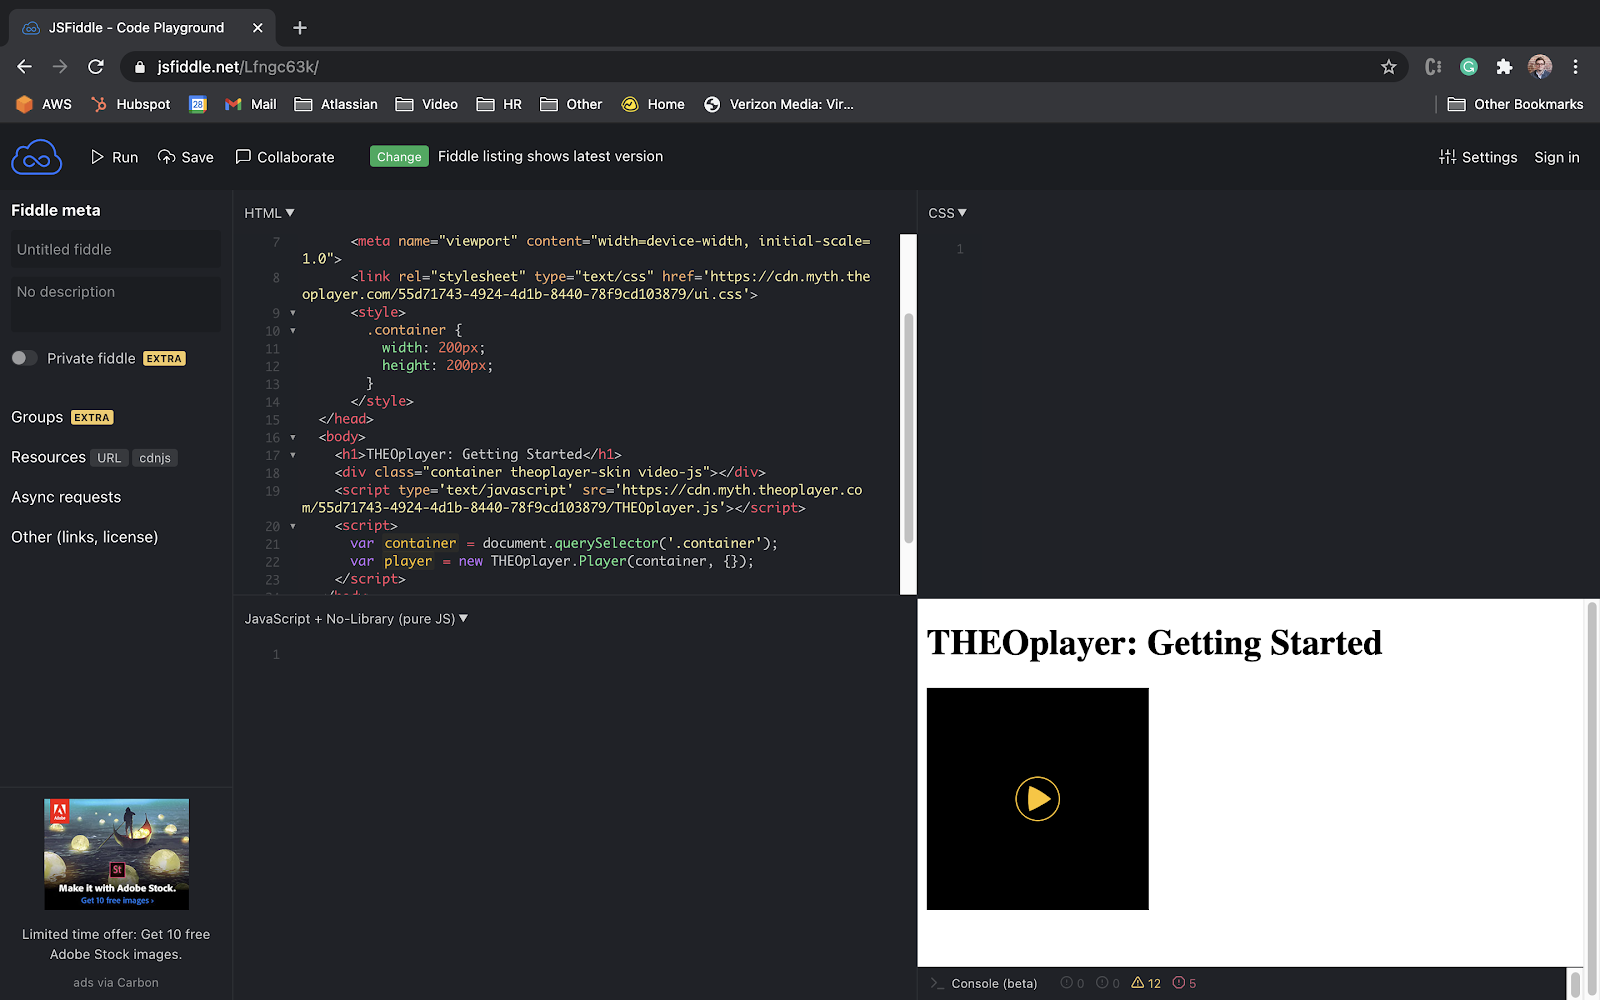 JSFiddle - Code Playground
jsfiddle.net/Lfngc63k/
AWS
Hubspot
28
Mail
Atlassian
Video
HR
Other
Home
Verizon Media: Vir...
Other Bookmarks
Run
Save
Collaborate
Change
Fiddle listing shows latest version
Settings
Sign in
Fiddle meta
Untitled fiddle
No description
Private fiddle EXTRA
Groups EXTRA
Resources URL cdnjs
Async requests
Other (links, license)
Adobe
St
Make it with Adobe Stock.
Get 10 free images ›
Limited time offer: Get 10 free
Adobe Stock images.
ads via Carbon
HTML ▼
7 <meta name="viewport" content="width=device-width, initial-scale=
1.0">
8 <link rel="stylesheet" type="text/css" href='https://cdn.myth.the
oplayer.com/55d71743-4924-4d1b-8440-78f9cd103879/ui.css'>
9 <style>
10 .container {
11 width: 200px;
12 height: 200px;
13 }
14 </style>
15 </head>
16 <body>
17 <h1>THEOplayer: Getting Started</h1>
18 <div class="container theoplayer-skin video-js"></div>
19 <script type='text/javascript' src='https://cdn.myth.theoplayer.co
m/55d71743-4924-4d1b-8440-78f9cd103879/THEOplayer.js'></script>
20 <script>
21 var container = document.querySelector('.container');
22 var player = new THEOplayer.Player(container, {});
23 </script>
CSS ▼
1
JavaScript + No-Library (pure JS) ▼
1
THEOplayer: Getting Started
>_ Console (beta) 0 0 12 5